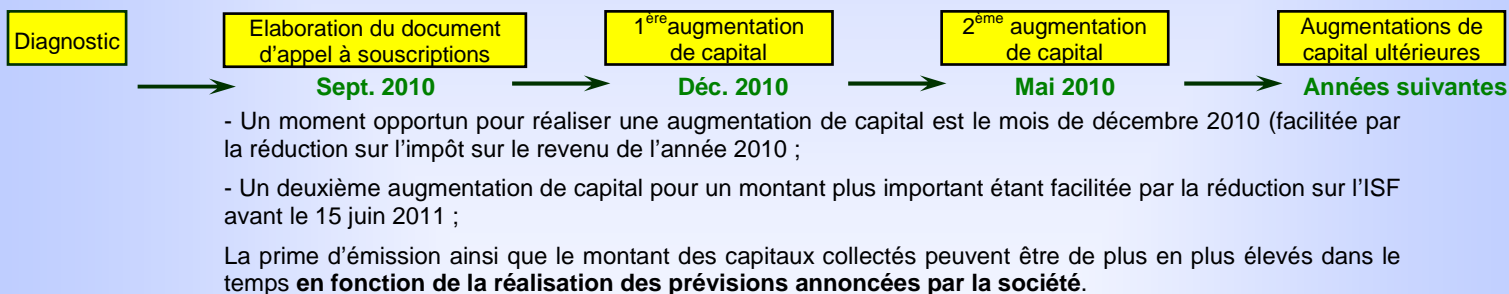 Diagnostic
Elaboration du document
d'appel à souscriptions
1ère augmentation
de capital
2ème augmentation
de capital
Augmentations de
capital ultérieures
Sept. 2010
Déc. 2010
Mai 2010
Années suivantes
- Un moment opportun pour réaliser une augmentation de capital est le mois de décembre 2010 (facilitée par
la réduction sur l'impôt sur le revenu de l'année 2010 ;
- Un deuxième augmentation de capital pour un montant plus important étant facilitée par la réduction sur l'ISF
avant le 15 juin 2011 ;
La prime d'émission ainsi que le montant des capitaux collectés peuvent être de plus en plus élevés dans le
temps en fonction de la réalisation des prévisions annoncées par la société.